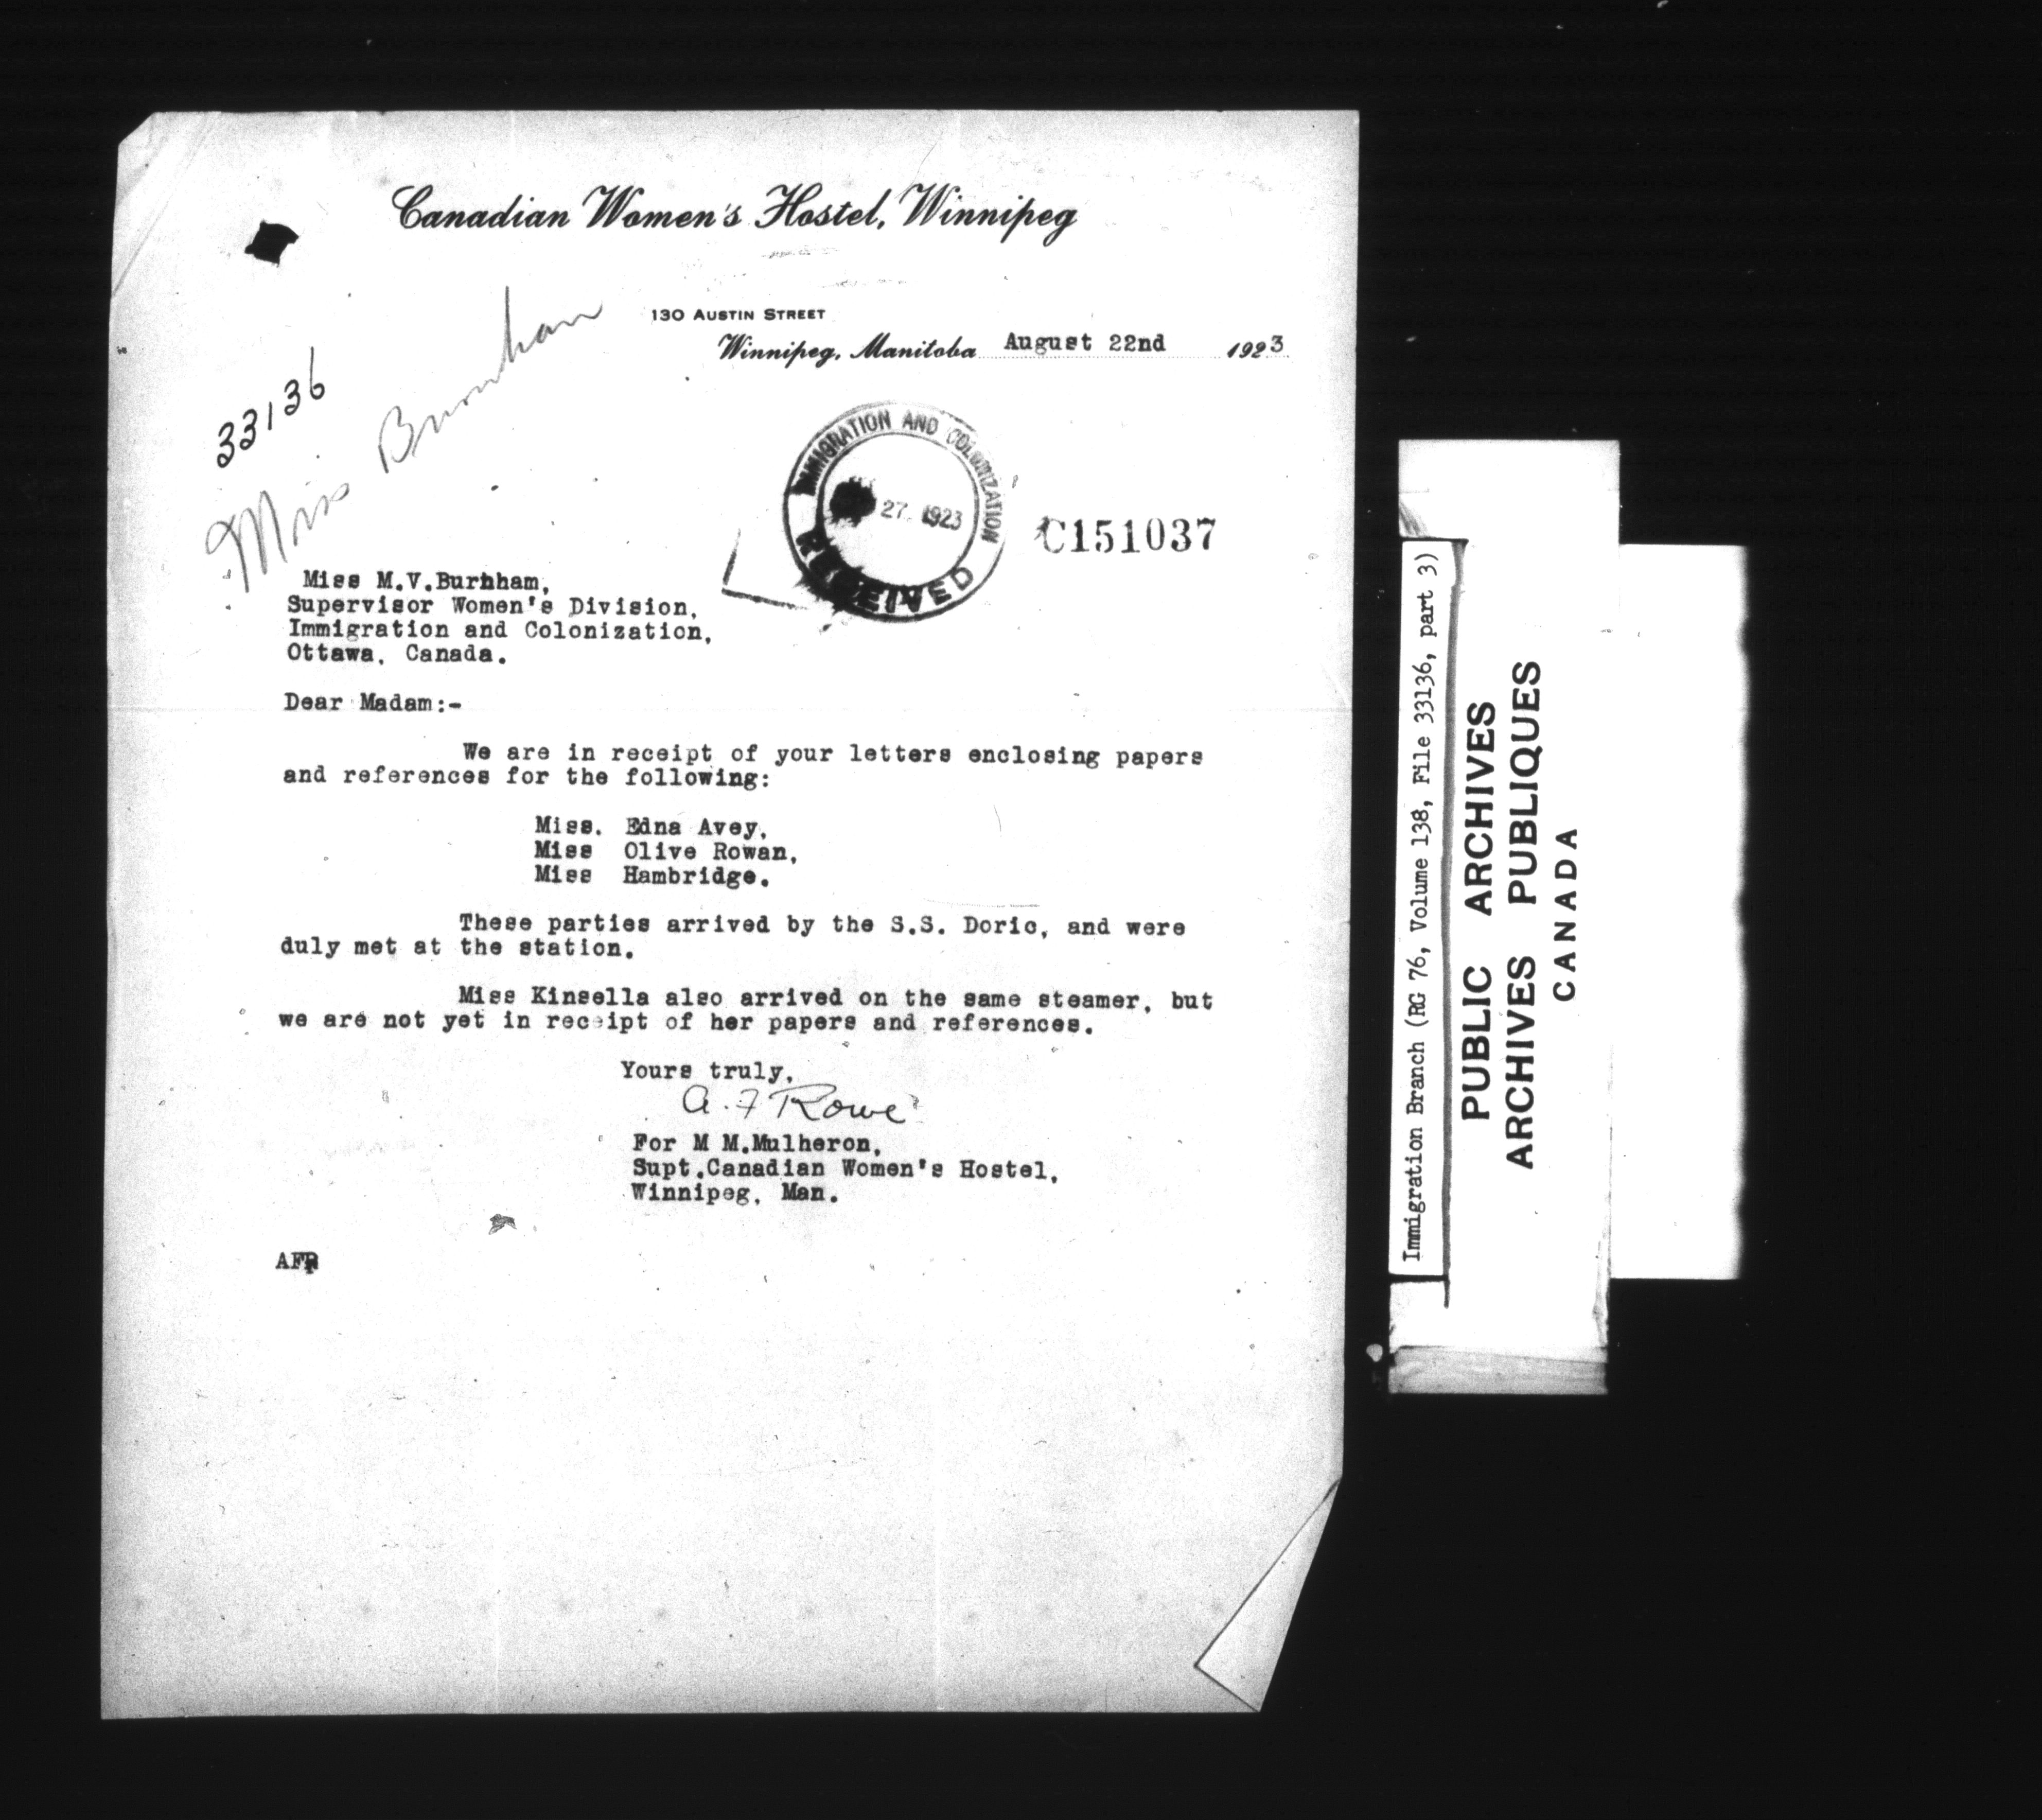 Canadian Women's Hostel, Winnipeg
130 AUSTIN STREET
Winnipeg, Manitoba August 22nd 1923
33136
Miss Burnham
IMMIGRATION AND COLONIZATION
27 1923
RECEIVED
C151037
Miss M.V.Burnham,
Supervisor Women's Division,
Immigration and Colonization,
Ottawa, Canada.
Dear Madam:-
We are in receipt of your letters enclosing papers
and references for the following:
Miss. Edna Avey,
Miss Olive Rowan,
Miss Hambridge.
These parties arrived by the S.S. Doric, and were
duly met at the station.
Miss Kinsella also arrived on the same steamer, but
we are not yet in receipt of her papers and references.
Yours truly,
A. F Rowe
For M M.Mulheron,
Supt.Canadian Women's Hostel,
Winnipeg, Man.
AFR
Immigration Branch (RG 76, Volume 138, File 33136, part 3)
PUBLIC ARCHIVES
ARCHIVES PUBLIQUES
CANADA